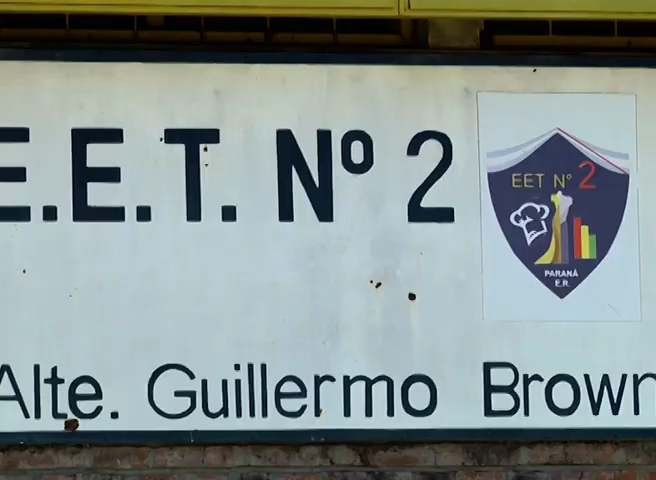 E.E.T. Nº 2
EET Nº 2
PARANÁ
E.R.
Alte. Guillermo Brown